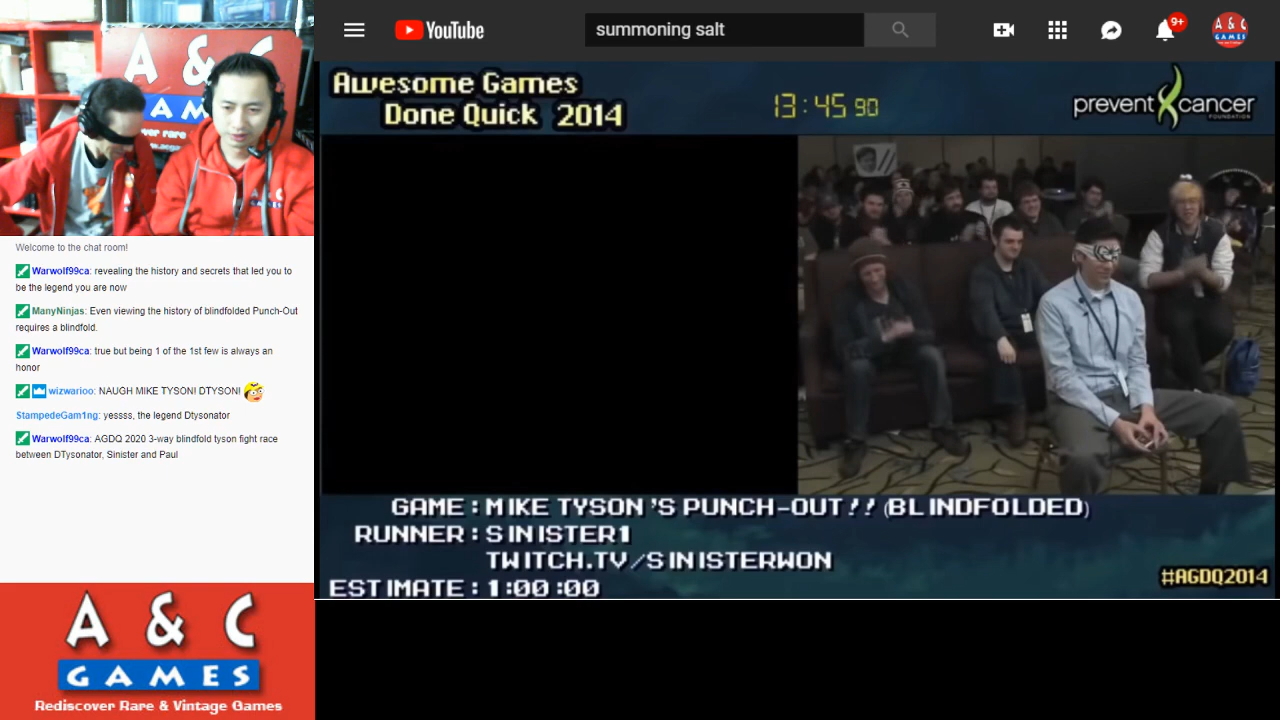 A & C
AM
ver rare
YouTube
summoning salt
9+
A & C
GAMES
Awesome Games
Done Quick 2014
13:45 90
prevent cancer
FOUNDATION
Welcome to the chat room!
Warwolf99ca: revealing the history and secrets that led you to
be the legend you are now
ManyNinjas: Even viewing the history of blindfolded Punch-Out
requires a blindfold.
Warwolf99ca: true but being 1 of the 1st few is always an
honor
wizwarioo: NAUGH MIKE TYSON! DTYSON!
StampedeGam1ng: yessss, the legend Dtysonator
Warwolf99ca: AGDQ 2020 3-way blindfold tyson fight race
between DTysonator, Sinister and Paul
GAME : MIKE TYSON'S PUNCH-OUT!! (BLINDFOLDED)
RUNNER : SINISTER1
TWITCH.TV/SINISTERWON
ESTIMATE : 1:00:00
#AGDQ2014
A & C
GAMES
Rediscover Rare & Vintage Games